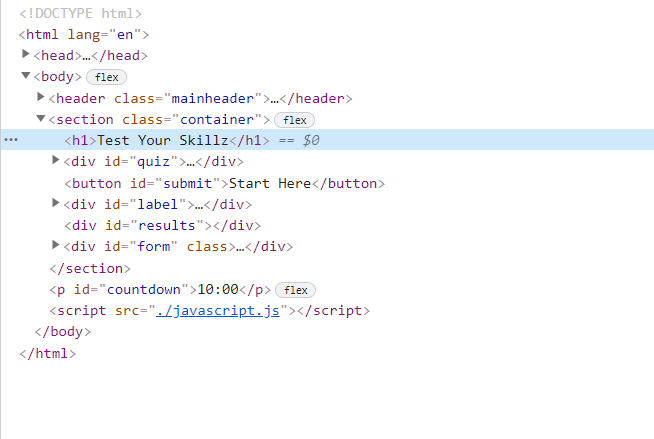 <!DOCTYPE html>
<html lang="en">
<head>…</head>
<body> flex
<header class="mainheader">…</header>
<section class="container"> flex
··· <h1>Test Your Skillz</h1> == $0
<div id="quiz">…</div>
<button id="submit">Start Here</button>
<div id="label">…</div>
<div id="results"></div>
<div id="form" class>…</div>
</section>
<p id="countdown">10:00</p> flex
<script src="./javascript.js"></script>
</body>
</html>